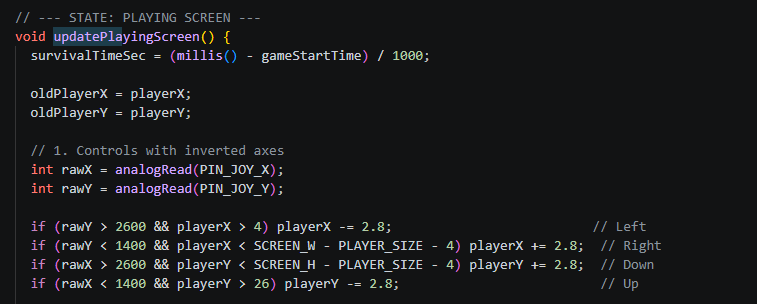 // --- STATE: PLAYING SCREEN ---
void updatePlayingScreen() {
  survivalTimeSec = (millis() - gameStartTime) / 1000;

  oldPlayerX = playerX;
  oldPlayerY = playerY;

  // 1. Controls with inverted axes
  int rawX = analogRead(PIN_JOY_X);
  int rawY = analogRead(PIN_JOY_Y);

  if (rawY > 2600 && playerX > 4) playerX -= 2.8;                          // Left
  if (rawY < 1400 && playerX < SCREEN_W - PLAYER_SIZE - 4) playerX += 2.8;  // Right
  if (rawX > 2600 && playerY < SCREEN_H - PLAYER_SIZE - 4) playerY += 2.8;  // Down
  if (rawX < 1400 && playerY > 26) playerY -= 2.8;                          // Up